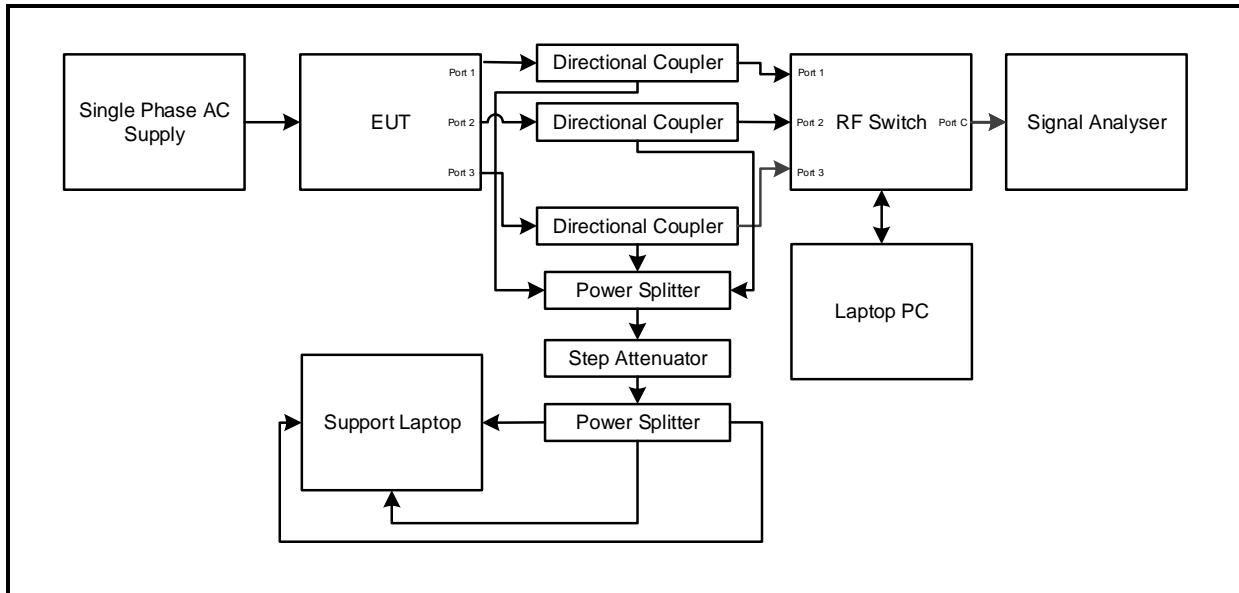 Single Phase AC
Supply
EUT
Port 1
Port 2
Port 3
Directional Coupler
Directional Coupler
Directional Coupler
Port 1
Port 2
Port 3
RF Switch
Port C
Signal Analyser
Laptop PC
Power Splitter
Step Attenuator
Power Splitter
Support Laptop